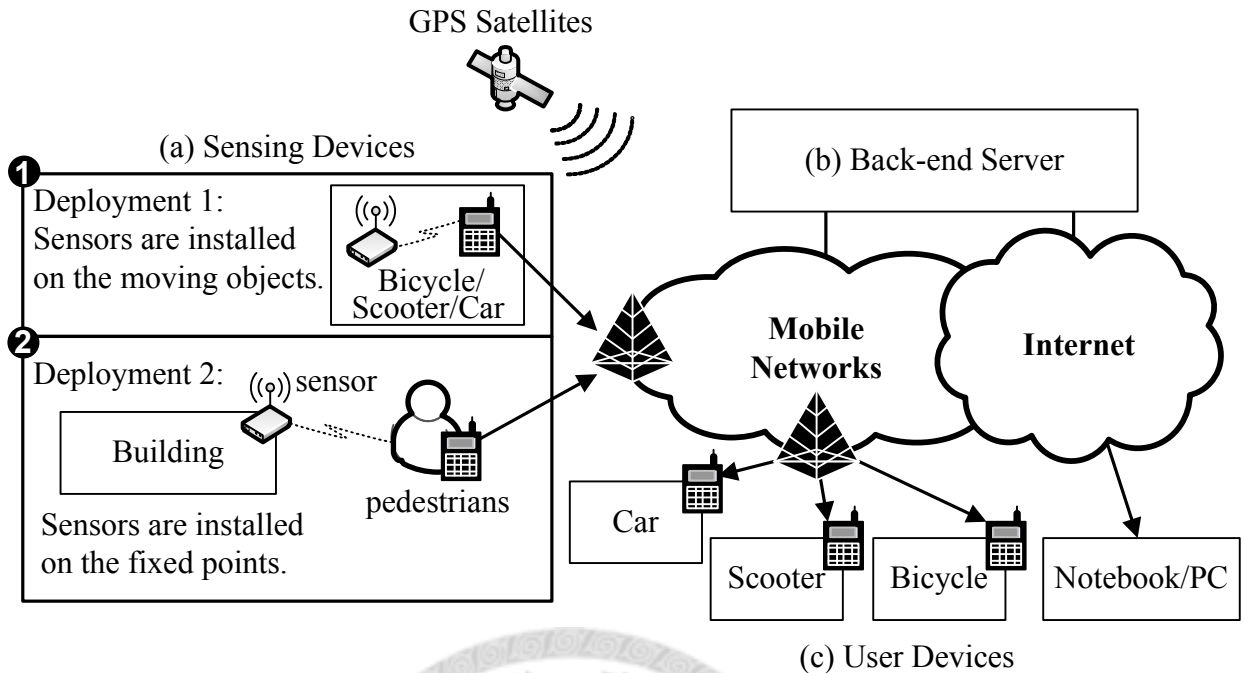 GPS Satellites
(a) Sensing Devices
1
Deployment 1:
Sensors are installed
on the moving objects.
Bicycle/
Scooter/Car
2
Deployment 2:
sensor
Building
pedestrians
Sensors are installed
on the fixed points.
(b) Back-end Server
Mobile
Networks
Internet
Car
Scooter
Bicycle
Notebook/PC
(c) User Devices